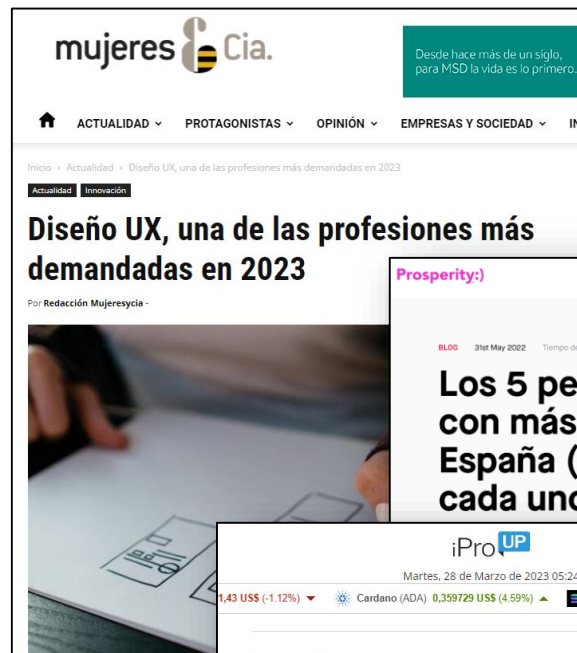 mujeres & Cia.
Desde hace más de un siglo,
para MSD la vida es lo primero.
ACTUALIDAD PROTAGONISTAS OPINIÓN EMPRESAS Y SOCIEDAD
Inicio › Actualidad › Diseño UX, una de las profesiones más demandadas en 2023
Actualidad Innovación
Diseño UX, una de las profesiones más
demandadas en 2023
Por Redacción Mujeresycia -
Prosperity:)
BLOG 31st May 2022 Tiempo de
Los 5 pe
con más
España (
cada uno
iPro UP
Martes, 28 de Marzo de 2023 05:24
1,43 US$ (-1.12%) Cardano (ADA) 0,359729 US$ (4.59%)